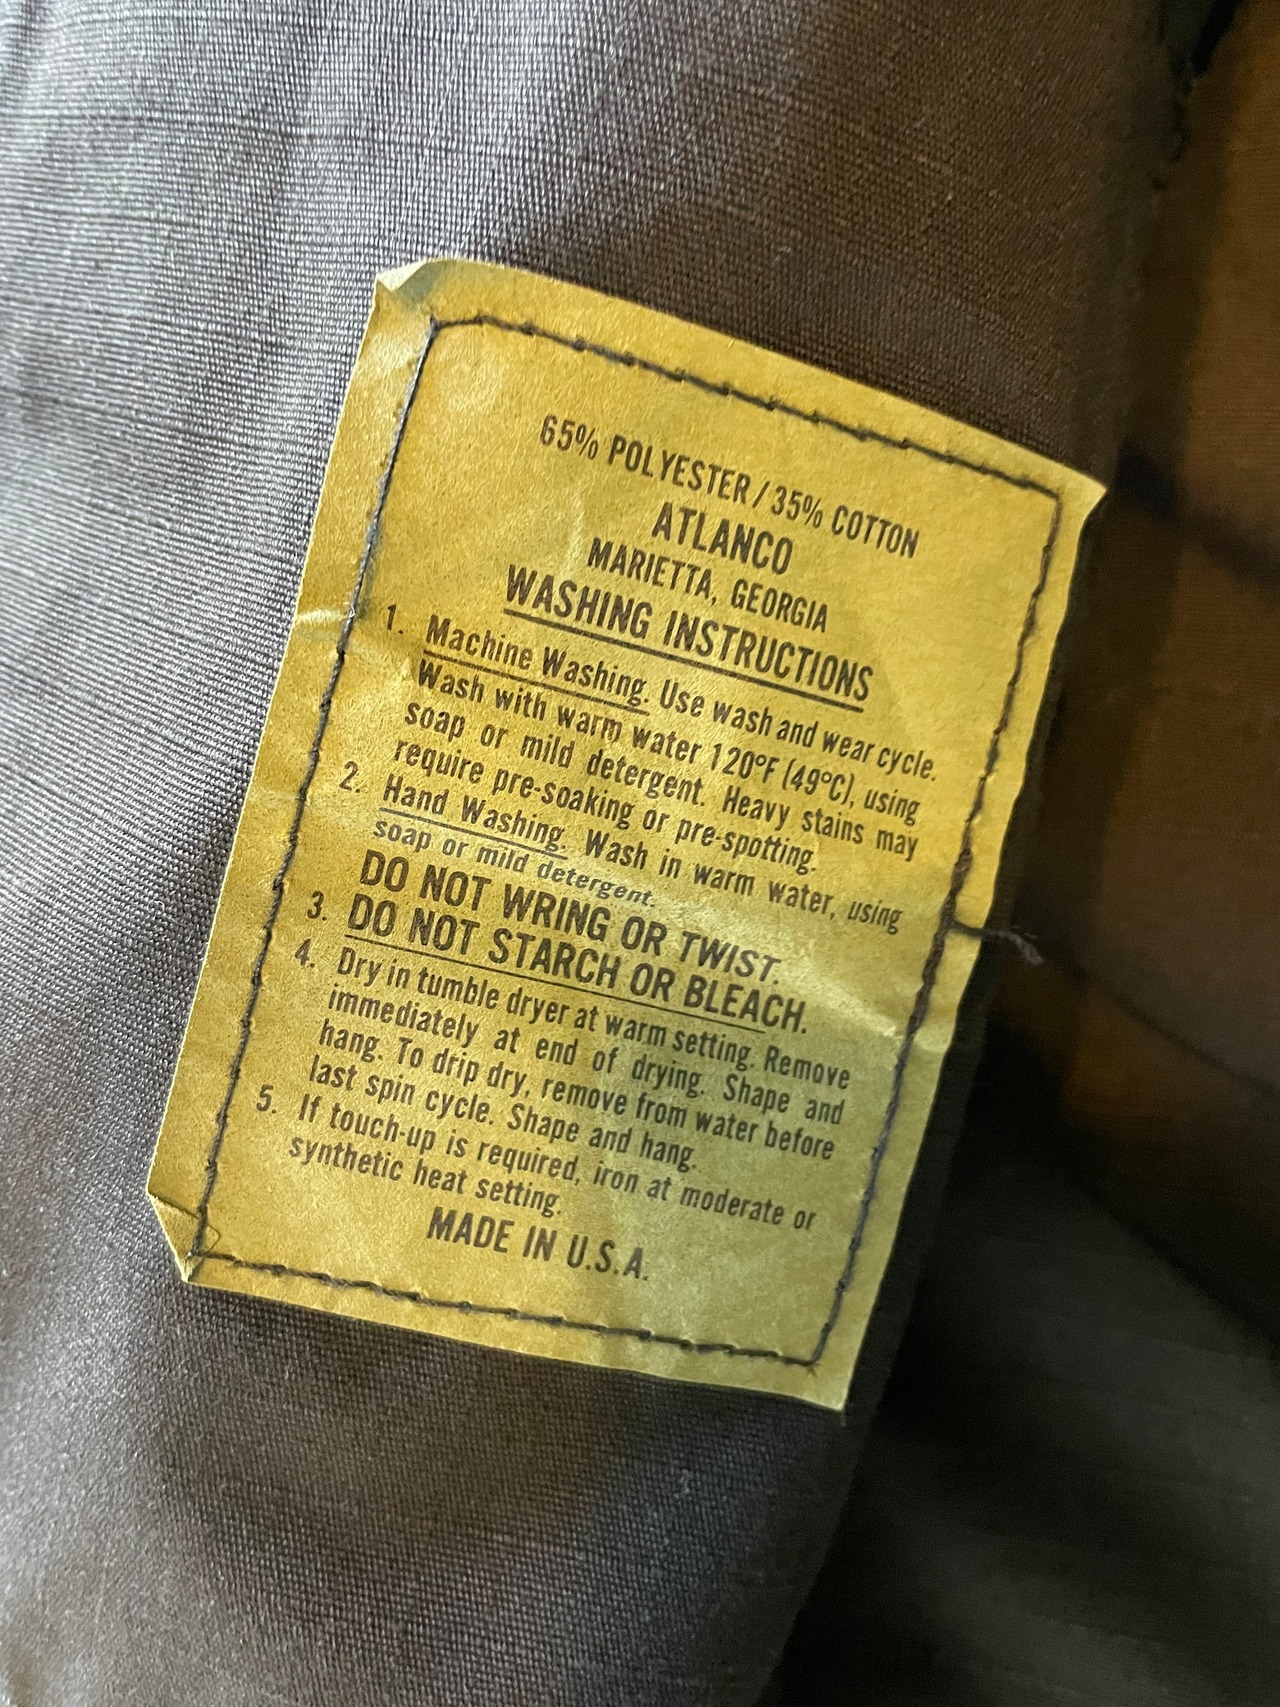 65% POLYESTER / 35% COTTON
ATLANCO
MARIETTA, GEORGIA
WASHING INSTRUCTIONS
1. Machine Washing. Use wash and wear cycle.
Wash with warm water 120°F (49°C), using
soap or mild detergent. Heavy stains may
require pre-soaking or pre-spotting.
2. Hand Washing. Wash in warm water, using
soap or mild detergent.
DO NOT WRING OR TWIST.
3. DO NOT STARCH OR BLEACH.
4. Dry in tumble dryer at warm setting. Remove
immediately at end of drying. Shape and
hang. To drip dry, remove from water before
last spin cycle. Shape and hang.
5. If touch-up is required, iron at moderate or
synthetic heat setting.
MADE IN U.S.A.